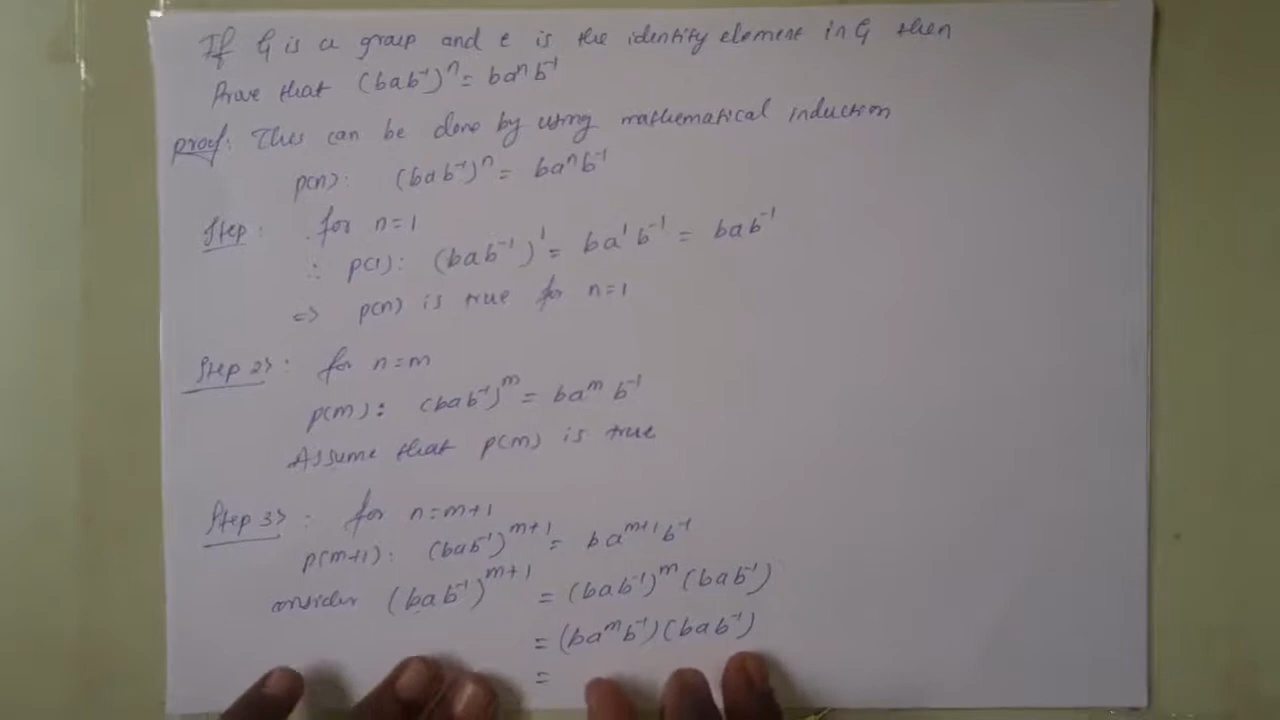 If G is a group and e is the identity element in G then
Prove that (bab⁻¹)ⁿ = baⁿb⁻¹
proof: This can be done by using mathematical induction
p(n): (bab⁻¹)ⁿ = baⁿb⁻¹
Step : for n=1
∴ p(1): (bab⁻¹)¹ = ba¹b⁻¹ = bab⁻¹
⇒ p(n) is true for n=1
Step 2⟩ : for n=m
p(m) : (bab⁻¹)ᵐ = baᵐ b⁻¹
Assume that p(m) is true
Step 3⟩ : for n=m+1
p(m+1): (bab⁻¹)ᵐ⁺¹ = baᵐ⁺¹b⁻¹
consider (bab⁻¹)ᵐ⁺¹ = (bab⁻¹)ᵐ(bab⁻¹)
= (baᵐb⁻¹)(bab⁻¹)
=